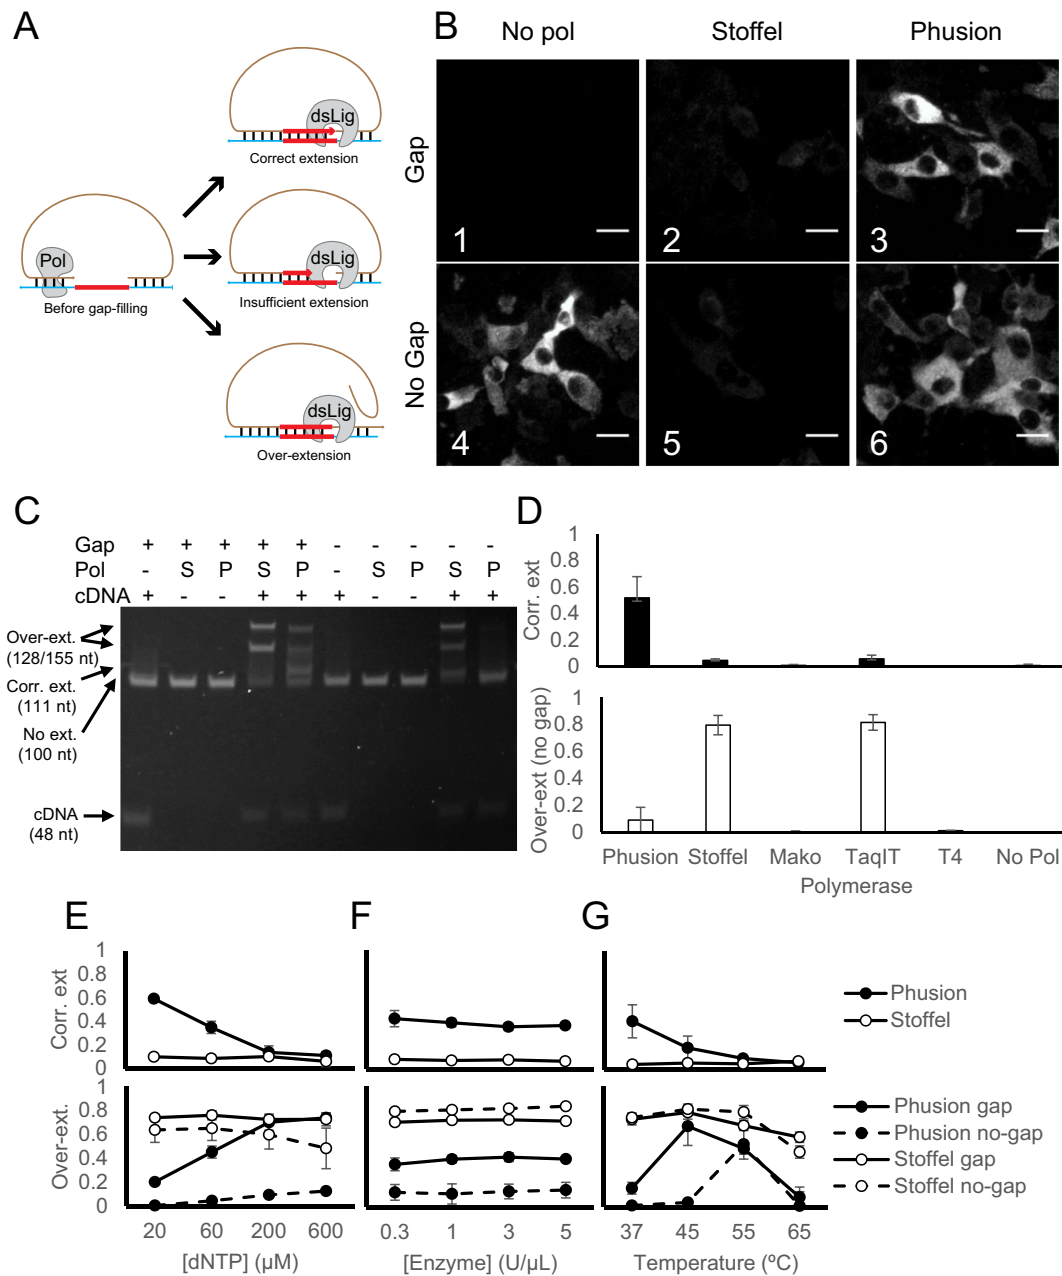 A
Pol
Before gap-filling
dsLig
Correct extension
dsLig
Insufficient extension
dsLig
Over-extension
B
No pol
Stoffel
Phusion
Gap
1
2
3
No Gap
4
5
6
C
Gap + + + + + - - - - -
Pol - S P S P - S P S P
cDNA + - - + + + - - + +
Over-ext.
(128/155 nt)
Corr. ext.
(111 nt)
No ext.
(100 nt)
cDNA
(48 nt)
D
Corr. ext
1
0.8
0.6
0.4
0.2
0
Over-ext (no gap)
1
0.8
0.6
0.4
0.2
0
Phusion Stoffel Mako TaqIT T4 No Pol
Polymerase
E
Corr. ext
1
0.8
0.6
0.4
0.2
0
Over-ext.
1
0.8
0.6
0.4
0.2
0
20 60 200 600
[dNTP] (µM)
F
0.3 1 3 5
[Enzyme] (U/µL)
G
37 45 55 65
Temperature (ºC)
Phusion
Stoffel
Phusion gap
Phusion no-gap
Stoffel gap
Stoffel no-gap